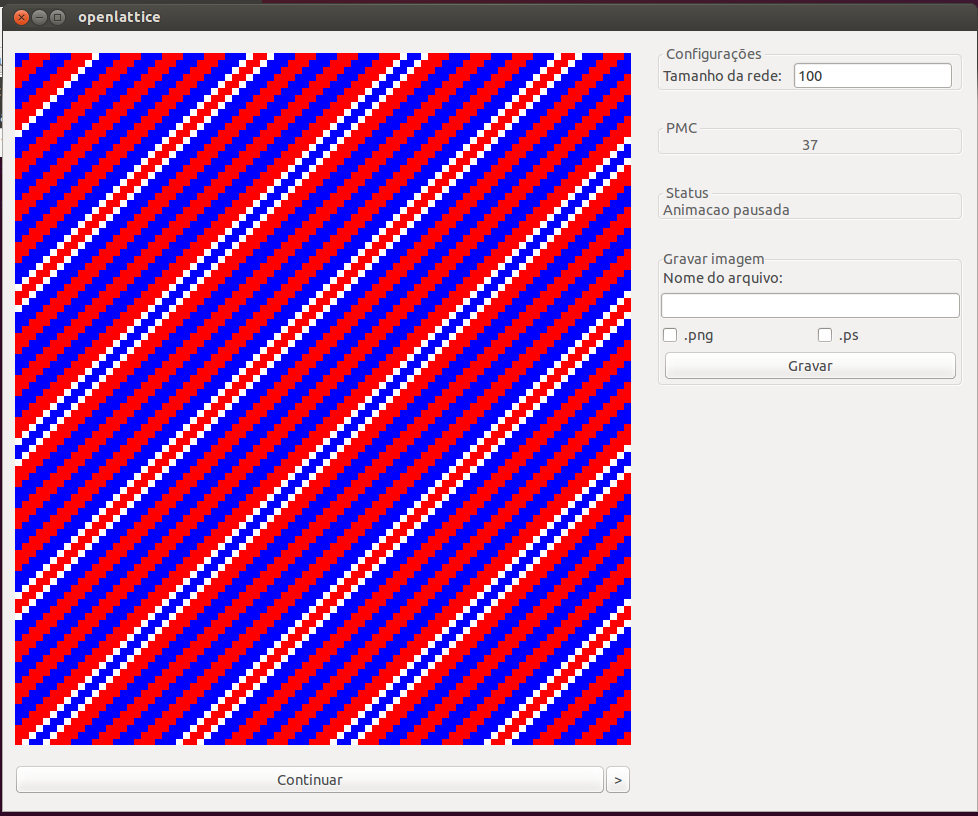 openlattice
Configurações
Tamanho da rede: 100
PMC
37
Status
Animacao pausada
Gravar imagem
Nome do arquivo:
.png .ps
Gravar
Continuar >